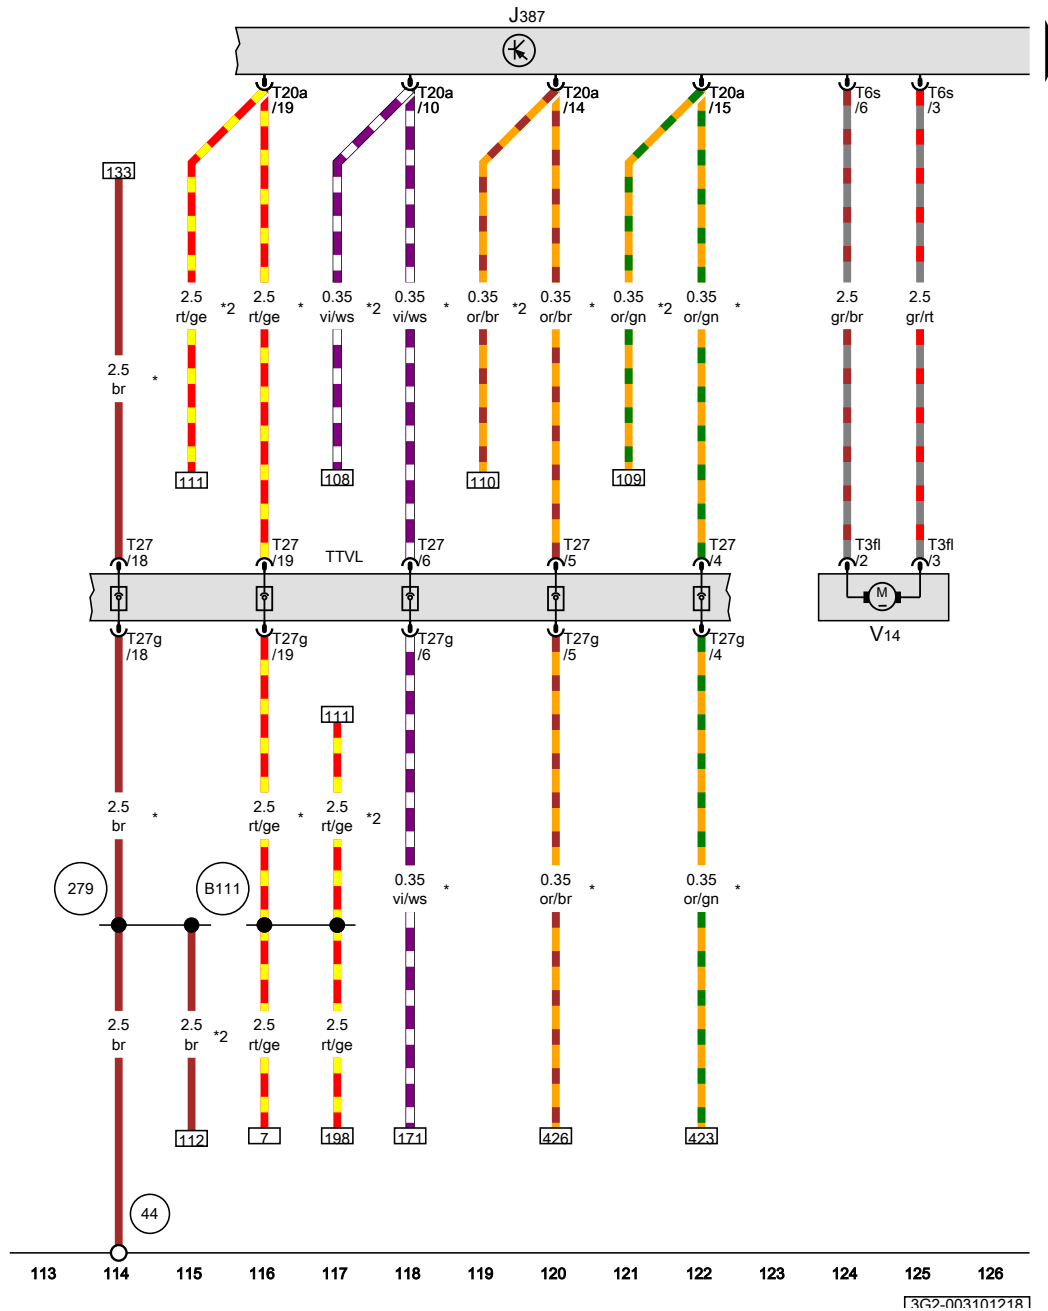 J387
T20a T20a T20a T20a T6s T6s
/19 /10 /14 /15 /6 /3
133
2.5 2.5 0.35 0.35 0.35 0.35 0.35 0.35 2.5 2.5
rt/ge *2 rt/ge * vi/ws *2 vi/ws * or/br *2 or/br * or/gn *2 or/gn * gr/br gr/rt
2.5
br *
111 108 110 109
T27 T27 TTVL T27 T27 T27 T3fl T3fl
/18 /19 /6 /5 /4 /2 /3
M
V14
T27g T27g T27g T27g T27g
/18 /19 /6 /5 /4
111
2.5 2.5 2.5
br * rt/ge * rt/ge *2
279 B111
0.35 0.35 0.35
vi/ws * or/br * or/gn *
2.5 2.5 2.5 2.5
br br *2 rt/ge rt/ge
112 7 198 171 426 423
44
113 114 115 116 117 118 119 120 121 122 123 124 125 126
3G2-003101218